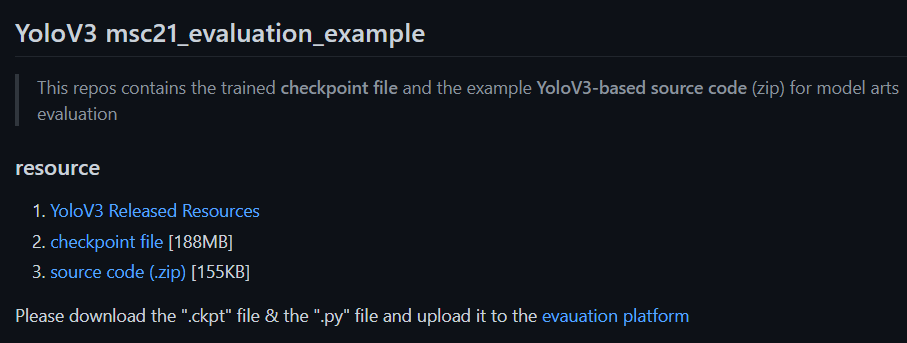 YoloV3 msc21_evaluation_example
This repos contains the trained checkpoint file and the example YoloV3-based source code (zip) for model arts
evaluation
resource
1. YoloV3 Released Resources
2. checkpoint file [188MB]
3. source code (.zip) [155KB]
Please download the ".ckpt" file & the ".py" file and upload it to the evauation platform